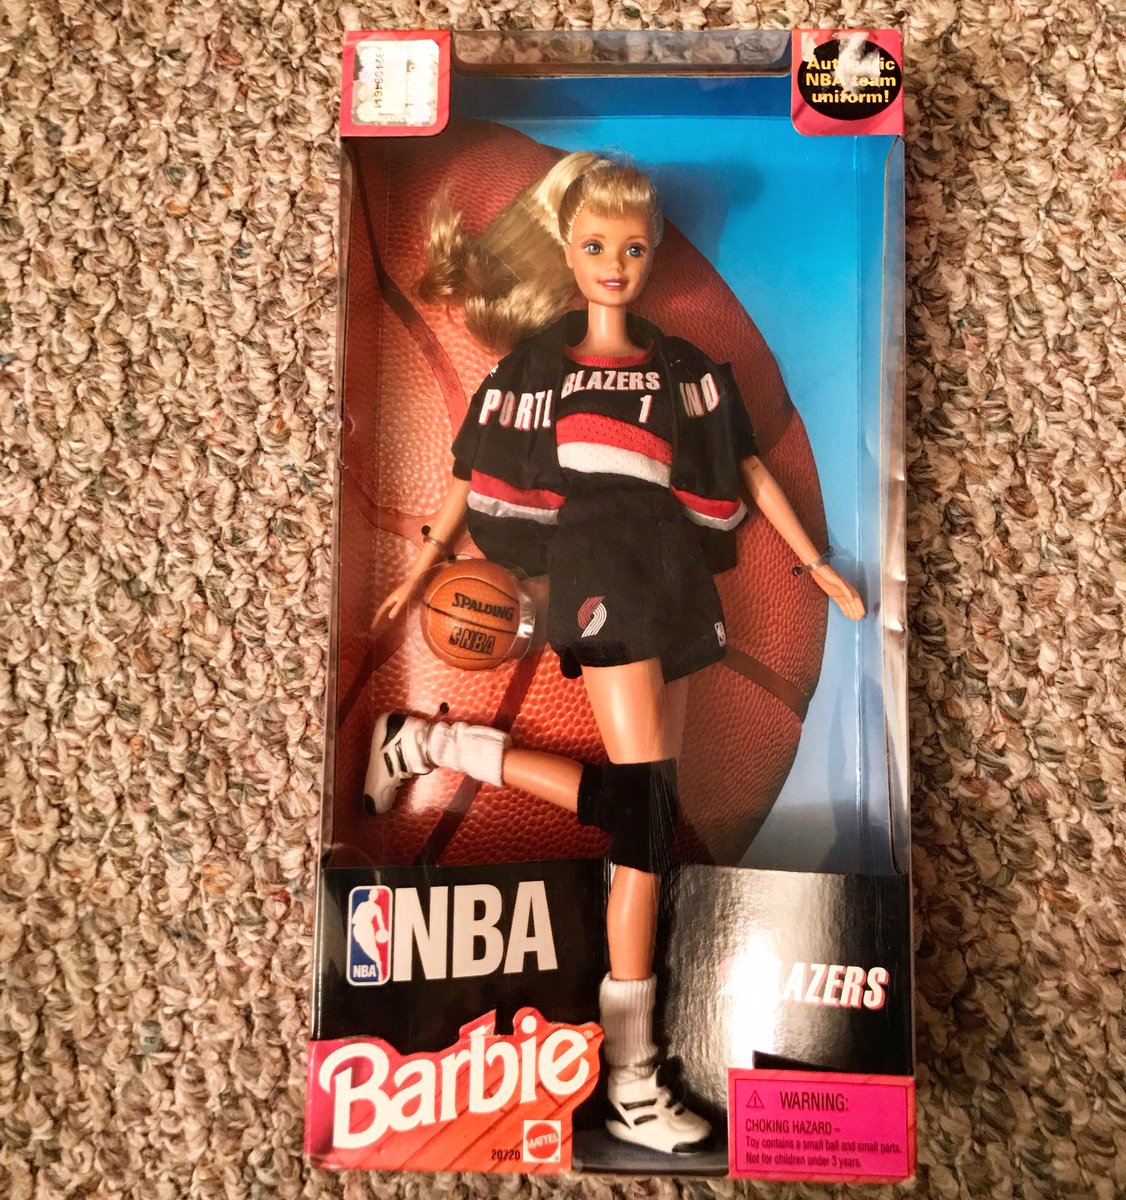 Authentic
NBA team
uniform!
PORTL
BLAZERS
1
ND
SPALDING
NBA
NBA
NBA
LAZERS
Barbie
20720
MATTEL
WARNING:
CHOKING HAZARD –
Toy contains a small ball and small parts.
Not for children under 3 years.